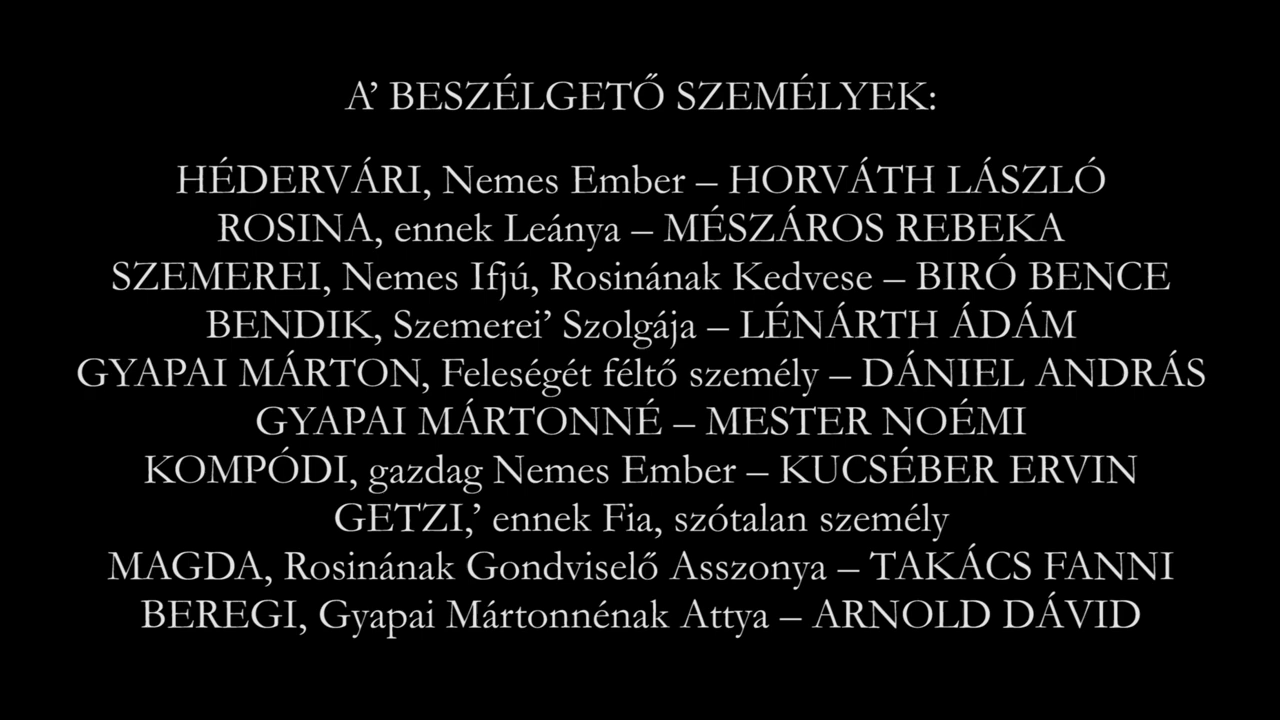 A’ BESZÉLGETŐ SZEMÉLYEK:
HÉDERVÁRI, Nemes Ember – HORVÁTH LÁSZLÓ
ROSINA, ennek Leánya – MÉSZÁROS REBEKA
SZEMEREI, Nemes Ifjú, Rosinának Kedvese – BIRÓ BENCE
BENDIK, Szemerei’ Szolgája – LÉNÁRTH ÁDÁM
GYAPAI MÁRTON, Feleségét féltő személy – DÁNIEL ANDRÁS
GYAPAI MÁRTONNÉ – MESTER NOÉMI
KOMPÓDI, gazdag Nemes Ember – KUCSÉBER ERVIN
GETZI,’ ennek Fia, szótalan személy
MAGDA, Rosinának Gondviselő Asszonya – TAKÁCS FANNI
BEREGI, Gyapai Mártonnénak Attya – ARNOLD DÁVID